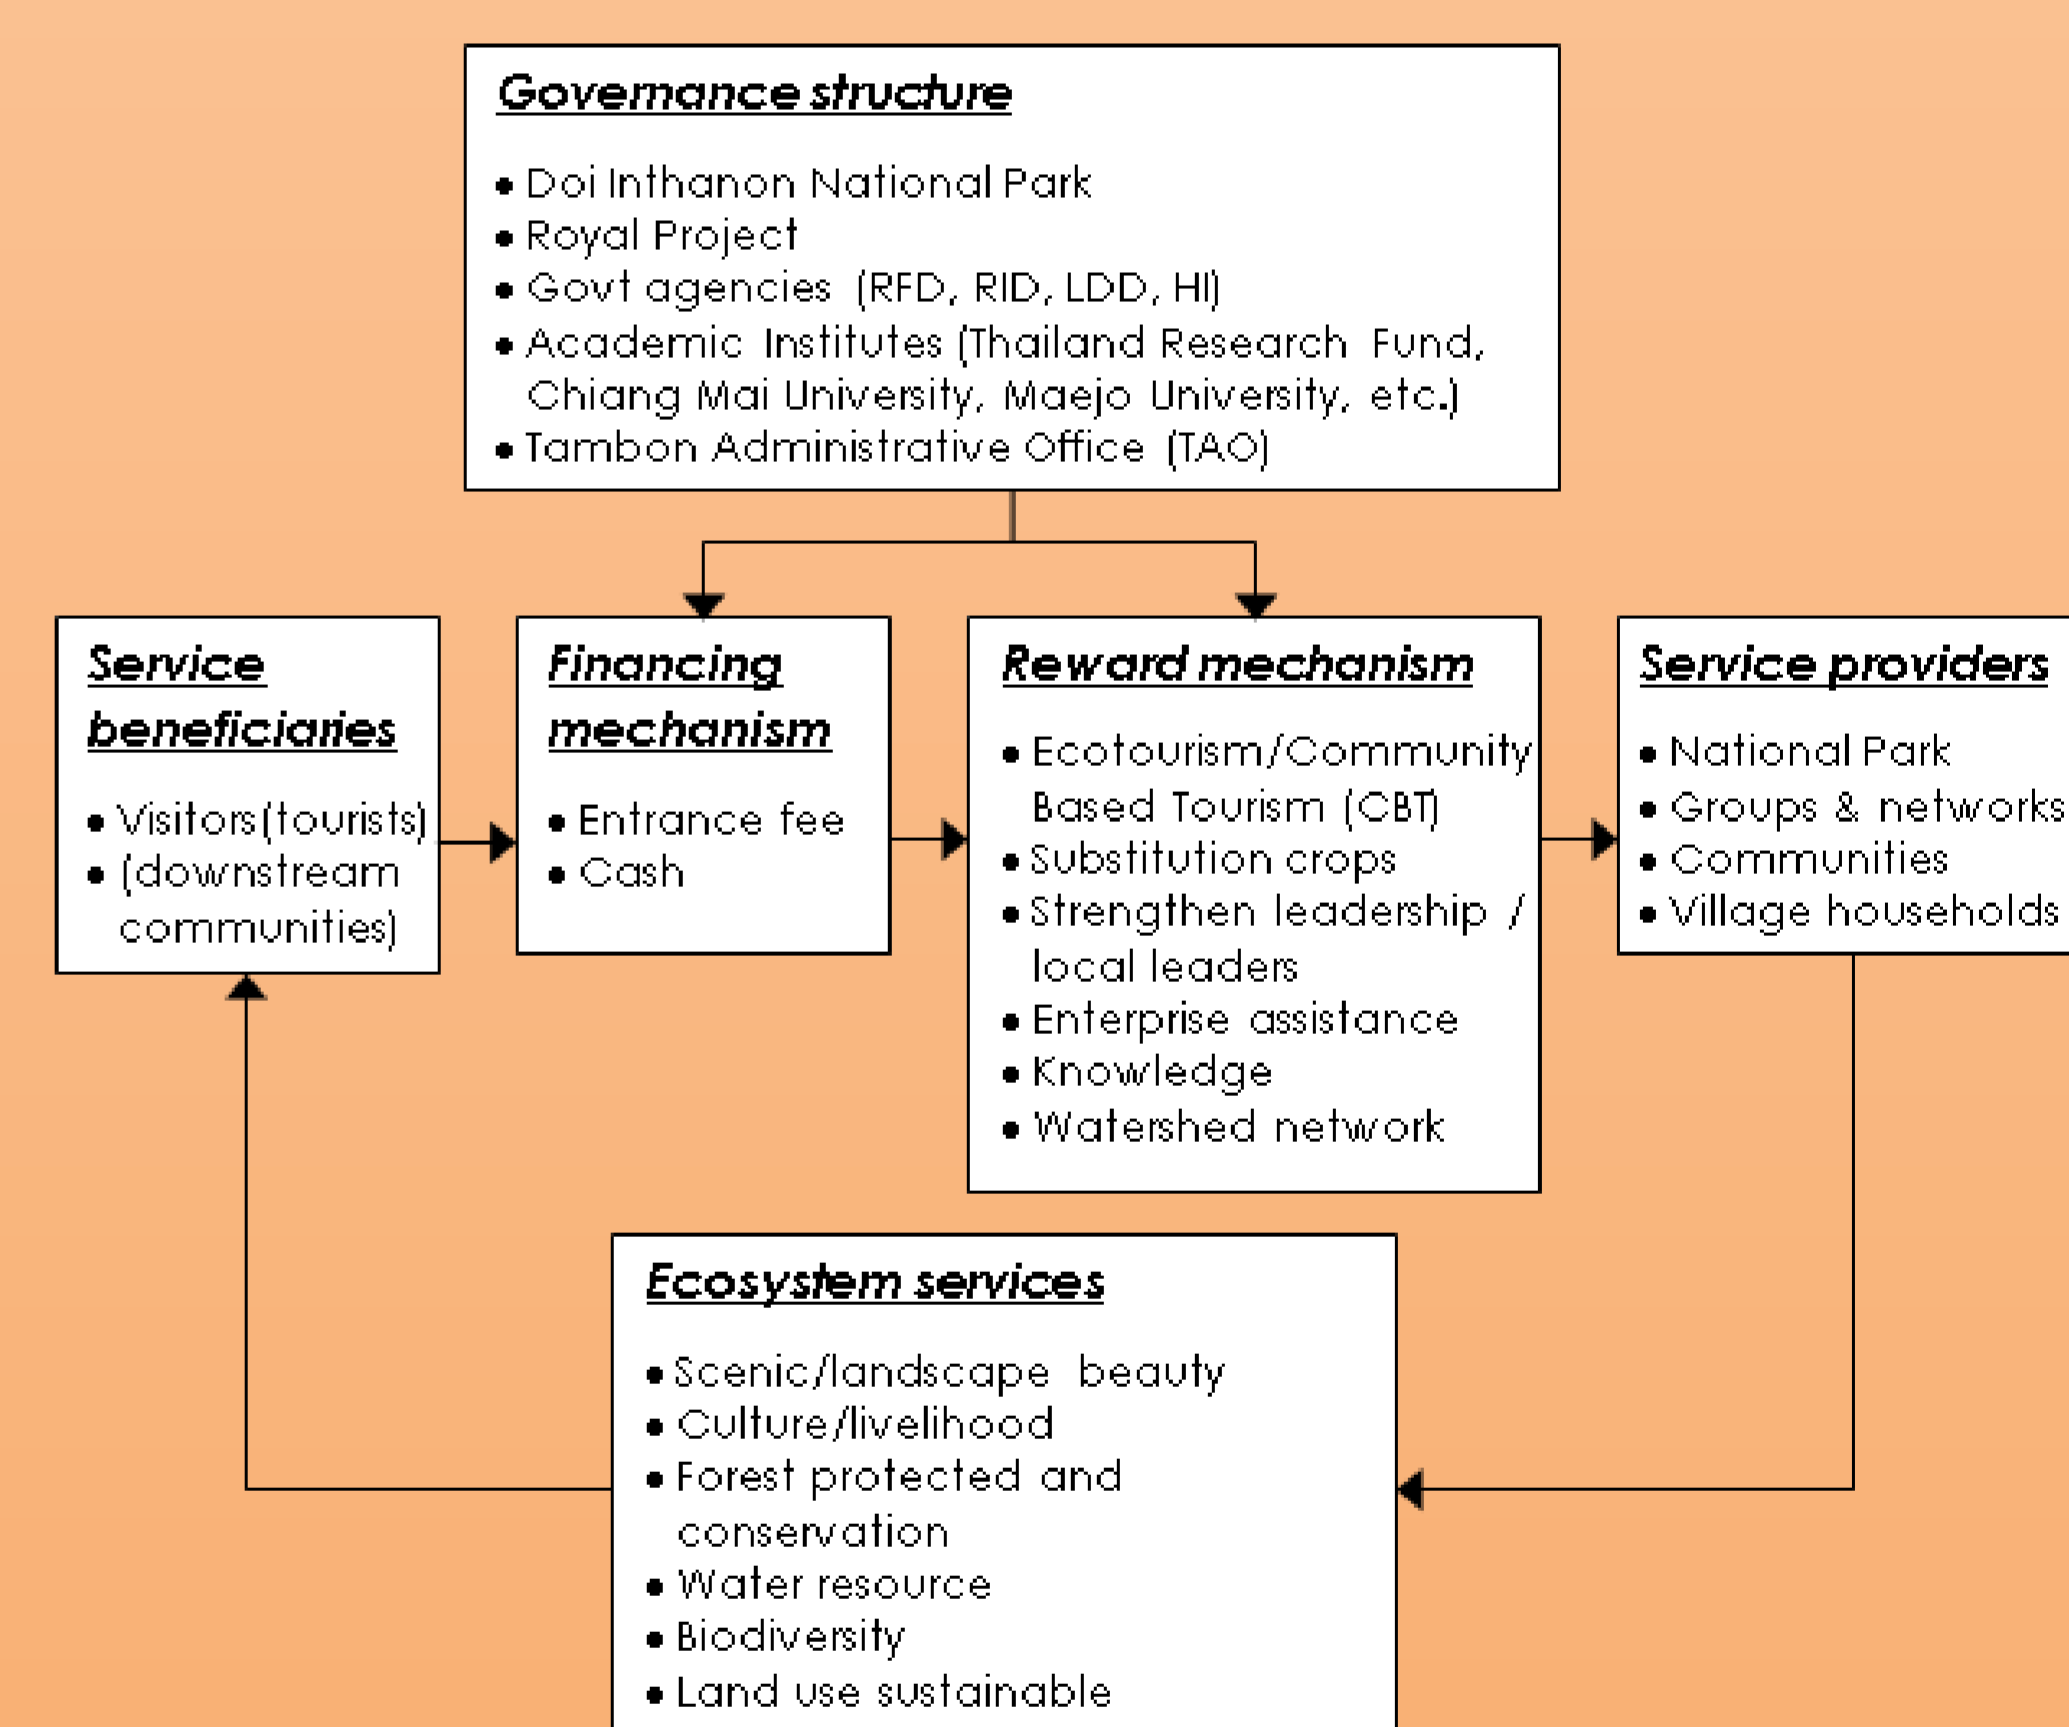 Governance structure
• Doi Inthanon National Park
• Royal Project
• Govt agencies (RFD, RID, LDD, HI)
• Academic Institutes (Thailand Research Fund,
Chiang Mai University, Maejo University, etc.)
• Tambon Administrative Office (TAO)
Service
beneficiaries
• Visitors(tourists)
• (downstream
communities)
Financing
mechanism
• Entrance fee
• Cash
Reward mechanism
• Ecotourism/Community
Based Tourism (CBT)
• Substitution crops
• Strengthen leadership /
local leaders
• Enterprise assistance
• Knowledge
• Watershed network
Service providers
• National Park
• Groups & networks
• Communities
• Village households
Ecosystem services
• Scenic/landscape beauty
• Culture/livelihood
• Forest protected and
conservation
• Water resource
• Biodiversity
• Land use sustainable